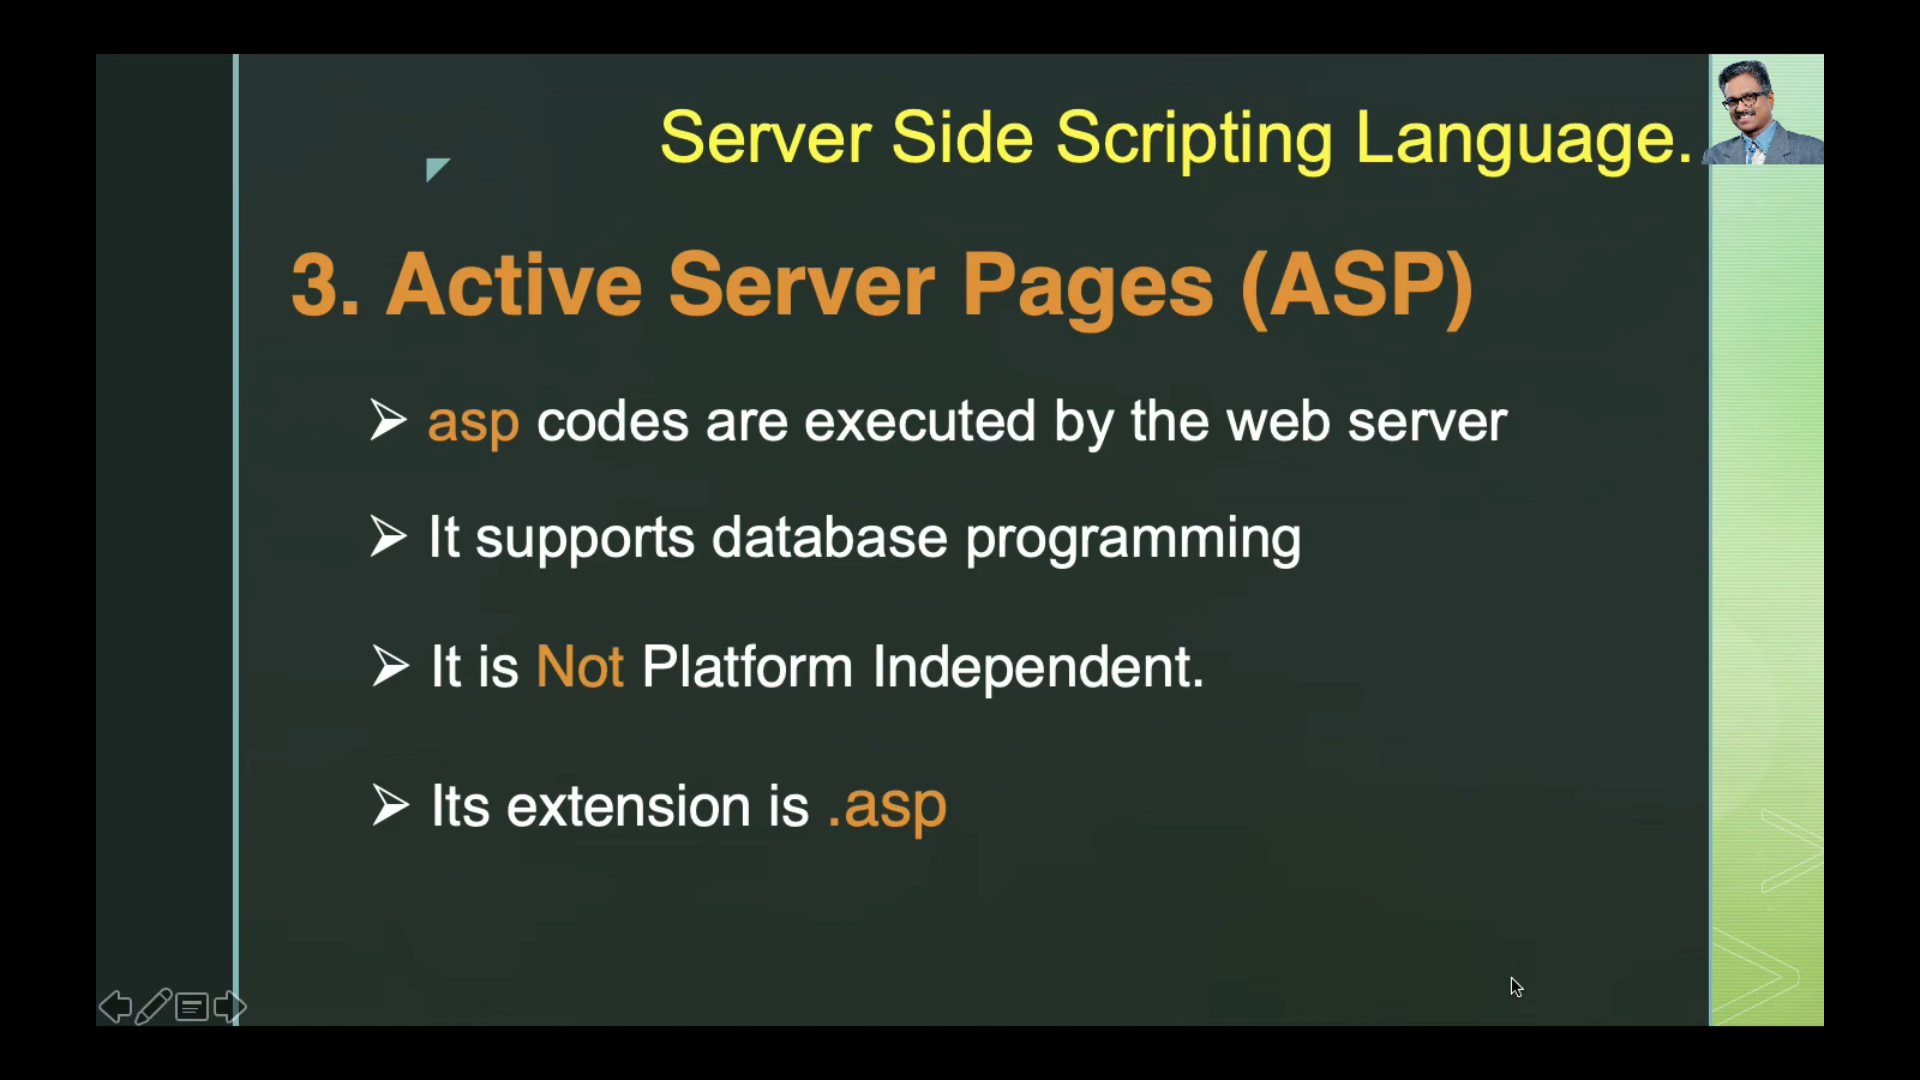 Server Side Scripting Language.
3. Active Server Pages (ASP)
➢ asp codes are executed by the web server
➢ It supports database programming
➢ It is Not Platform Independent.
➢ Its extension is .asp